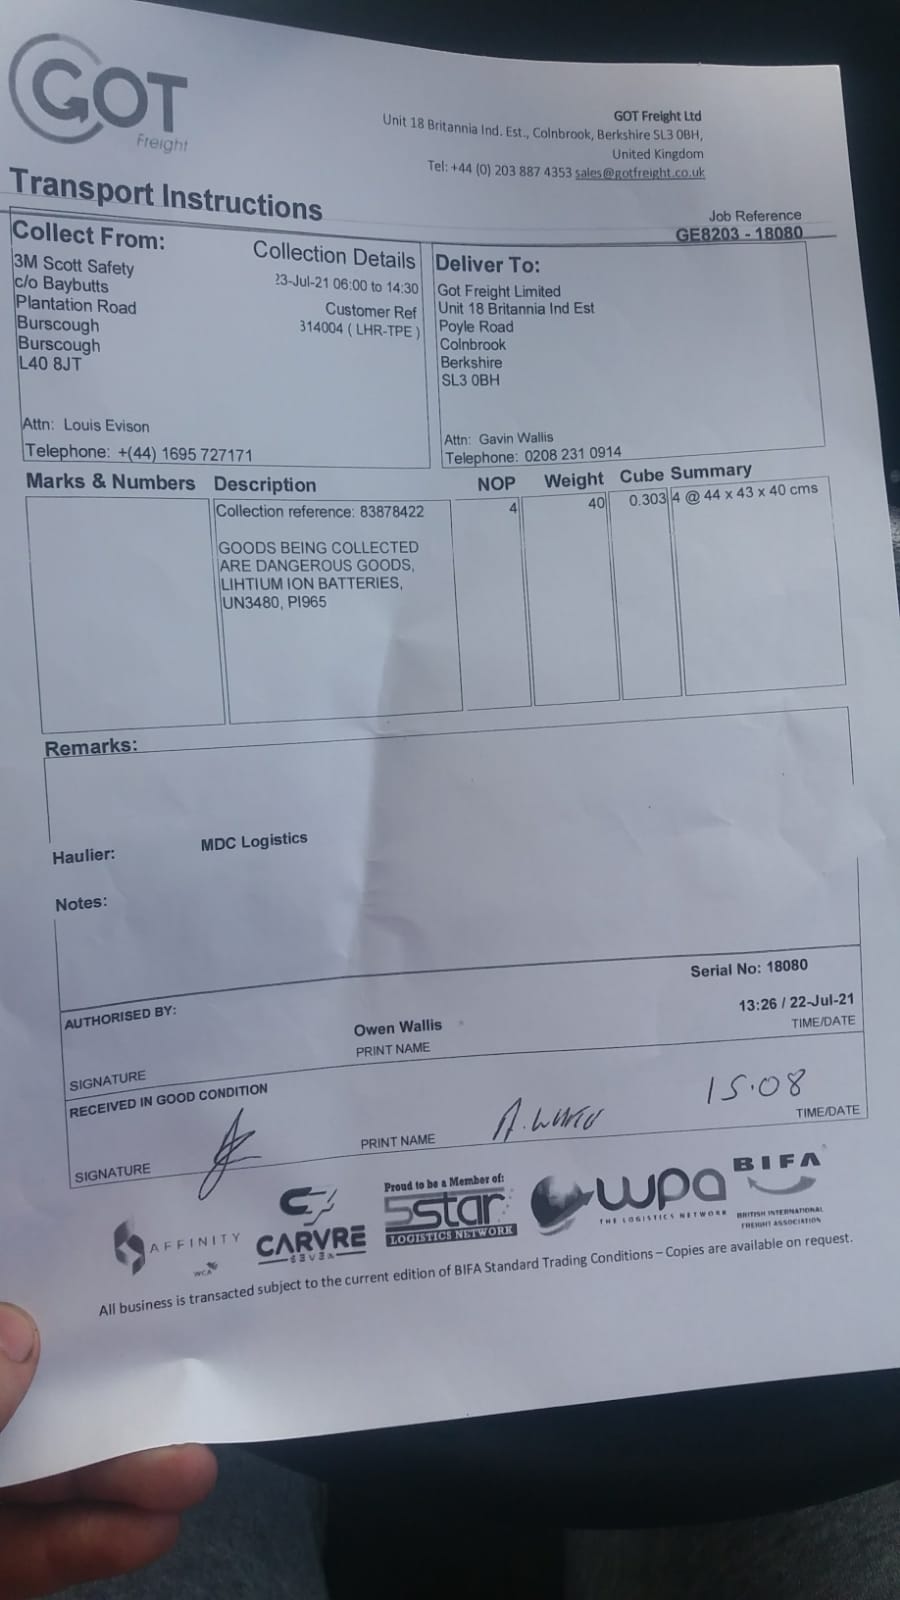 GOT
Freight
GOT Freight Ltd
Unit 18 Britannia Ind. Est., Colnbrook, Berkshire SL3 0BH,
United Kingdom
Tel: +44 (0) 203 887 4353 sales@gotfreight.co.uk
Transport Instructions
Job Reference
GE8203 - 18080
Collect From:
Collection Details
3M Scott Safety
c/o Baybutts
Plantation Road
Burscough
Burscough
L40 8JT
23-Jul-21 06:00 to 14:30
Customer Ref
314004 ( LHR-TPE )
Attn: Louis Evison
Telephone: +(44) 1695 727171
Deliver To:
Got Freight Limited
Unit 18 Britannia Ind Est
Poyle Road
Colnbrook
Berkshire
SL3 0BH
Attn: Gavin Wallis
Telephone: 0208 231 0914
Marks & Numbers Description NOP Weight Cube Summary
Collection reference: 83878422 4 40 0.303 4 @ 44 x 43 x 40 cms
GOODS BEING COLLECTED
ARE DANGEROUS GOODS,
LIHTIUM ION BATTERIES,
UN3480, PI965
Remarks:
Haulier: MDC Logistics
Notes:
Serial No: 18080
AUTHORISED BY:
Owen Wallis 13:26 / 22-Jul-21
SIGNATURE PRINT NAME TIME/DATE
RECEIVED IN GOOD CONDITION
15.08
SIGNATURE PRINT NAME A. TIME/DATE
AFFINITY
WCA
CARVRE
SEVEN
Proud to be a Member of:
5star
LOGISTICS NETWORK
wpa
THE LOGISTICS NETWORK
BIFA
BRITISH INTERNATIONAL
FREIGHT ASSOCIATION
All business is transacted subject to the current edition of BIFA Standard Trading Conditions – Copies are available on request.